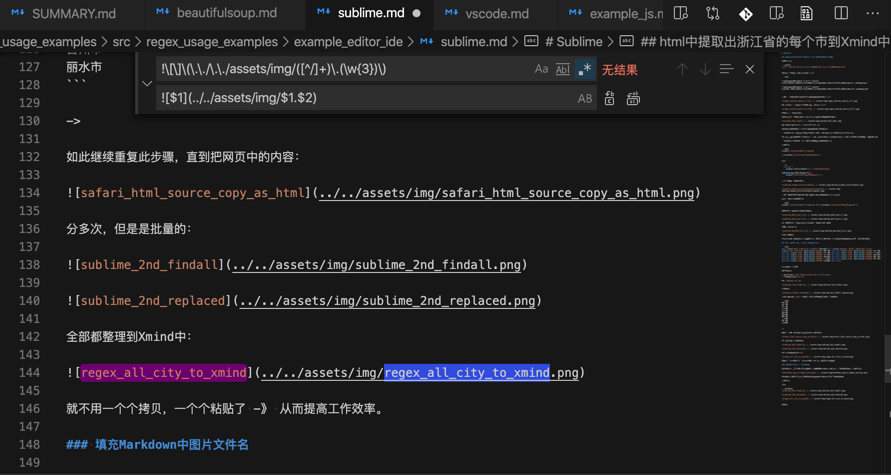 SUMMARY.md beautifulsoup.md sublime.md vscode.md example_js.m
_usage_examples > src > regex_usage_examples > example_editor_ide > sublime.md > # Sublime > ## html中提取出浙江省的每个市到Xmind中
!\[\]\(\.\./\.\./assets/img/([^/]+)\.(\w{3})\) Aa Ab| .* 无结果
![$1](../../assets/img/$1.$2) AB
127 丽水市
128 ```
129
130 —>
131
132 如此继续重复此步骤，直到把网页中的内容：
133
134 ![safari_html_source_copy_as_html](../../assets/img/safari_html_source_copy_as_html.png)
135
136 分多次，但是是批量的：
137
138 ![sublime_2nd_findall](../../assets/img/sublime_2nd_findall.png)
139
140 ![sublime_2nd_replaced](../../assets/img/sublime_2nd_replaced.png)
141
142 全部都整理到Xmind中：
143
144 ![regex_all_city_to_xmind](../../assets/img/regex_all_city_to_xmind.png)
145
146 就不用一个个拷贝，一个个粘贴了 —》 从而提高工作效率。
147
148 ### 填充Markdown中图片文件名
149